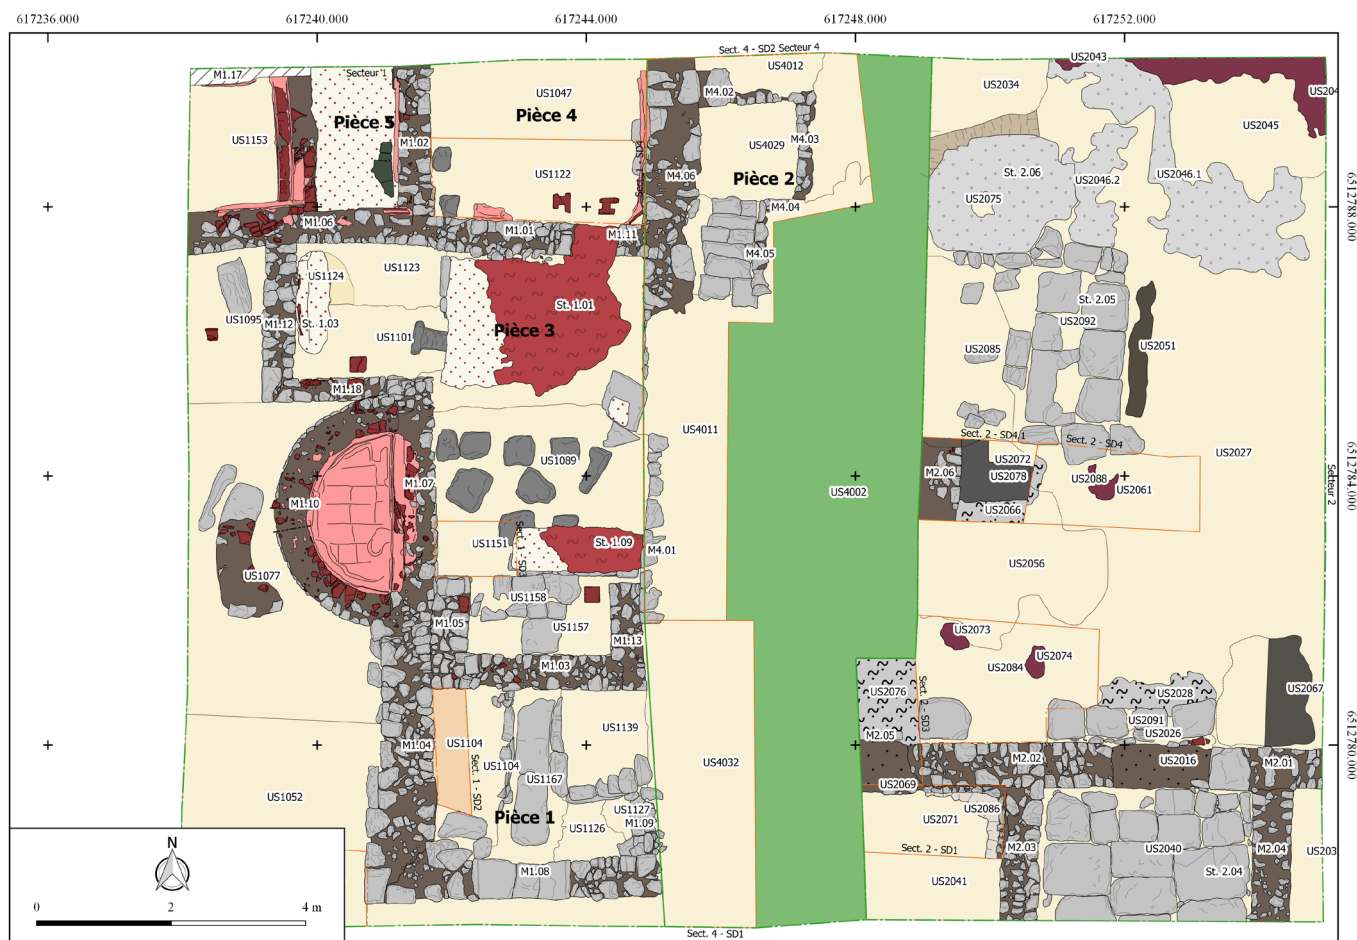 617236.000
617240.000
617244.000
617248.000
617252.000
Sect. 4 - SD2 Secteur 4
M1.17
Secteur 1
US4012
US2043
US1047
M4.02
US2034
US204
Pièce 5
Pièce 4
US2045
US1153
M1.02
US4029
M4.03
US1122
M4.06
Pièce 2
St. 2.06
US2046.2
US2046.1
US2075
M4.04
6512788.000
M1.06
M1.01
M1.11
M4.05
US1123
US1124
St. 1.01
St. 2.05
US1095
M1.12
St. 1.03
US2092
Pièce 3
US1101
US2051
US2085
M1.18
US4011
Sect. 2 - SD4.1
Sect. 2 - SD4
US2027
US1089
US2072
M2.06
US2078
US2088
Secteur 2
6512784.000
M1.07
US2061
US4002
M1.10
US2066
US1151
Sect. 1 - SD3
St. 1.09
M4.01
US2056
US1077
US1158
M1.05
US1157
US2073
M1.13
US2074
M1.03
US2084
US2076
Sect. 2 - SD3
US2067
US2028
US1139
US2091
M2.05
US2026
6512780.000
M1.04
US1104
US1104
US1167
US4032
M2.02
US2016
M2.01
Sect. 1 - SD2
US2069
US1052
US1127
US2086
Pièce 1
M1.09
US2071
US1126
N
Sect. 2 - SD1
M2.03
US2040
M2.04
US203
M1.08
St. 2.04
US2041
0
2
4 m
Sect. 4 - SD1